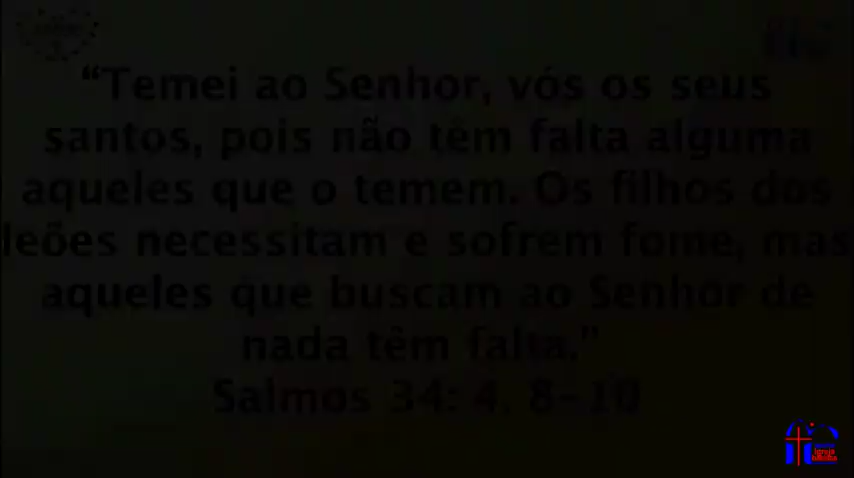 “Temei ao Senhor, vós os seus
santos, pois não têm falta alguma
aqueles que o temem. Os filhos dos
leões necessitam e sofrem fome, mas
aqueles que buscam ao Senhor de
nada têm falta.”
Salmos 34: 4, 8-10
Igreja